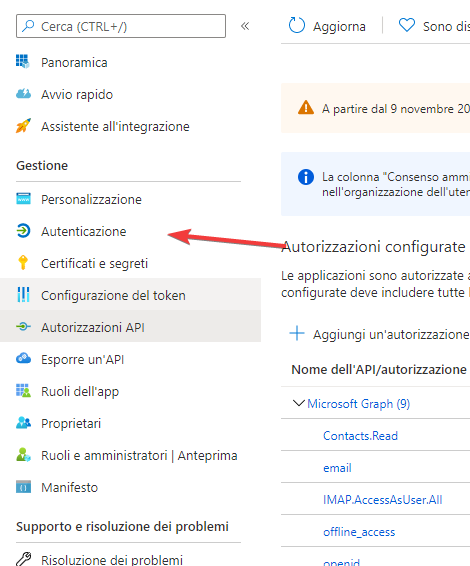 Cerca (CTRL+/)
«
Panoramica
Avvio rapido
Assistente all'integrazione
Gestione
Personalizzazione
Autenticazione
Certificati e segreti
Configurazione del token
Autorizzazioni API
Esporre un'API
Ruoli dell'app
Proprietari
Ruoli e amministratori | Anteprima
Manifesto
Supporto e risoluzione dei problemi
Risoluzione dei problemi
Aggiorna
Sono dis
A partire dal 9 novembre 20
La colonna "Consenso amm
nell'organizzazione dell'uten
Autorizzazioni configurate
Le applicazioni sono autorizzate a
configurate deve includere tutte l
Aggiungi un'autorizzazione
Nome dell'API/autorizzazione
Microsoft Graph (9)
Contacts.Read
email
IMAP.AccessAsUser.All
offline_access
openid